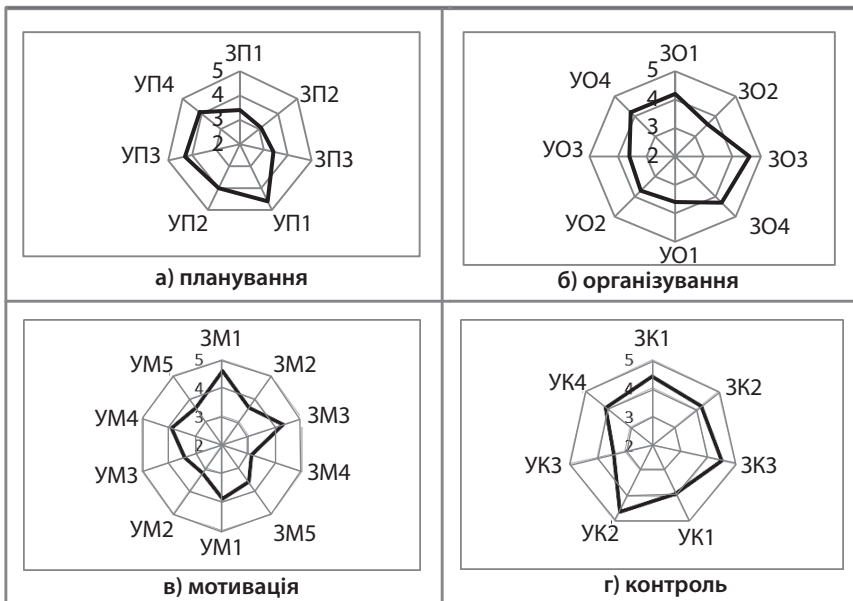 ЗП1
5
УП4
ЗП2
4
3
2
УП3
ЗП3
УП2
УП1
а) планування
ЗО1
5
УО4
ЗО2
4
3
УО3
2
ЗО3
УО2
ЗО4
УО1
б) організування
ЗМ1
5
УМ5
ЗМ2
4
УМ4
3
ЗМ3
2
УМ3
ЗМ4
УМ2
ЗМ5
УМ1
в) мотивація
ЗК1
5
УК4
ЗК2
4
3
УК3
2
ЗК3
УК2
УК1
г) контроль